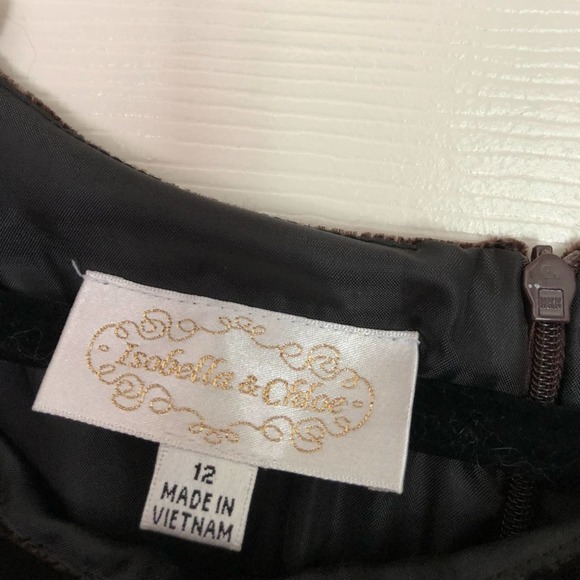 Isabella & Chloe
12
MADE IN
VIETNAM